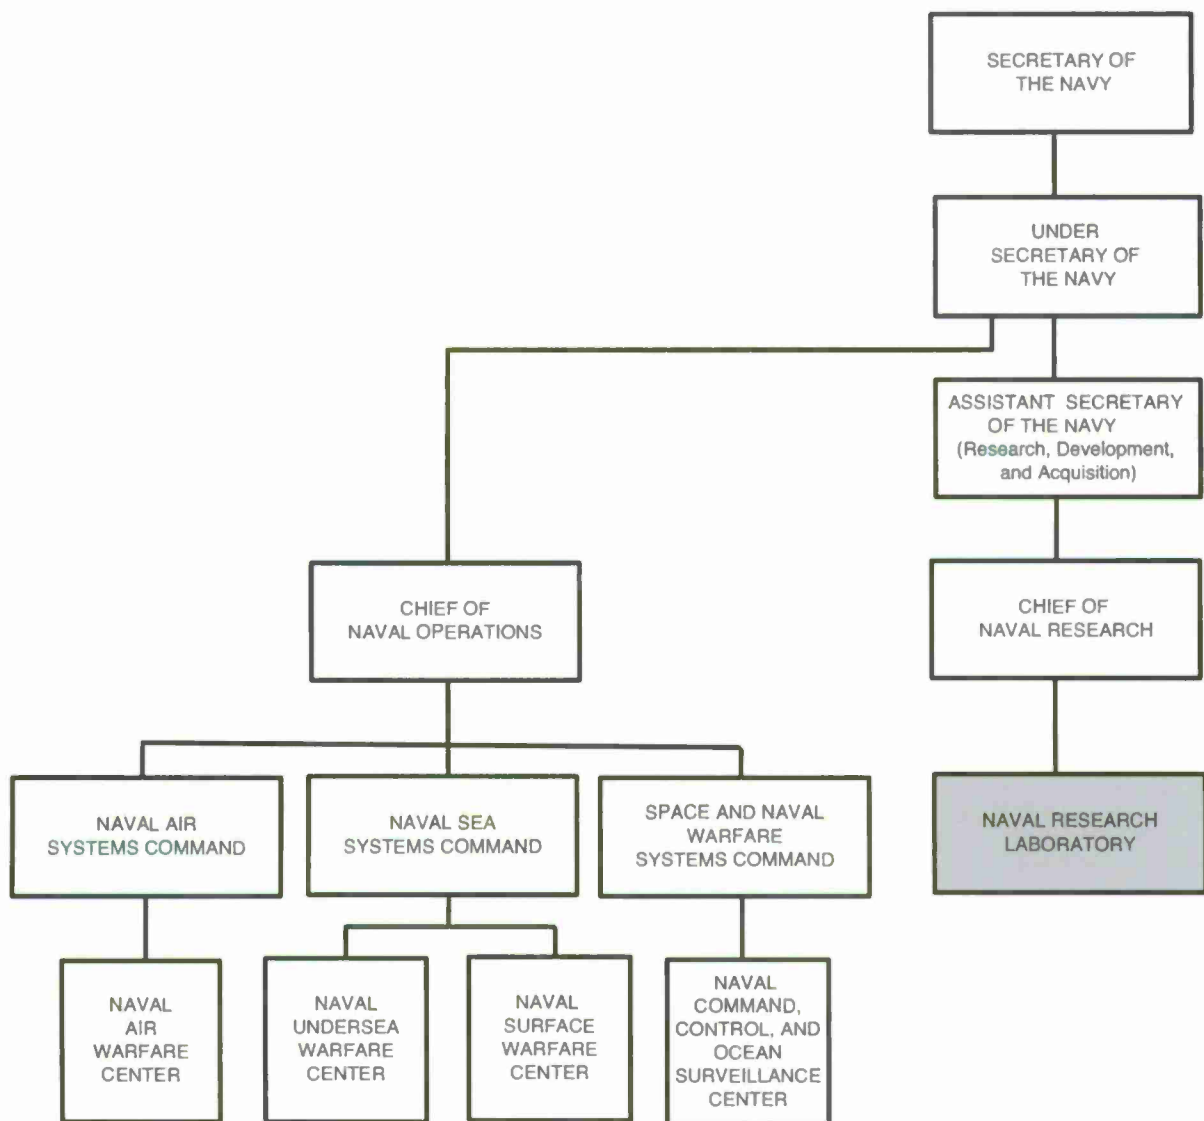 SECRETARY OF
THE NAVY
UNDER
SECRETARY OF
THE NAVY
ASSISTANT SECRETARY
OF THE NAVY
(Research, Development,
and Acquisition)
CHIEF OF
NAVAL OPERATIONS
CHIEF OF
NAVAL RESEARCH
NAVAL AIR
SYSTEMS COMMAND
NAVAL SEA
SYSTEMS COMMAND
SPACE AND NAVAL
WARFARE
SYSTEMS COMMAND
NAVAL RESEARCH
LABORATORY
NAVAL
AIR
WARFARE
CENTER
NAVAL
UNDERSEA
WARFARE
CENTER
NAVAL
SURFACE
WARFARE
CENTER
NAVAL
COMMAND,
CONTROL, AND
OCEAN
SURVEILLANCE
CENTER